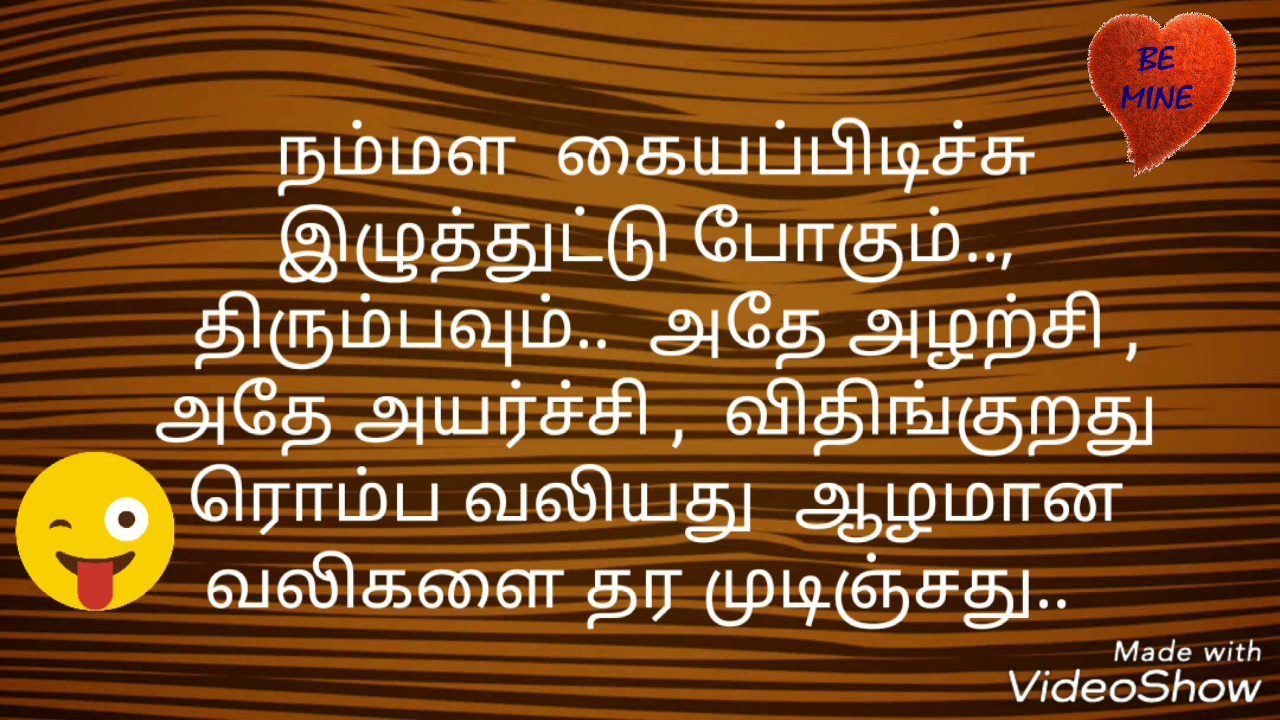 BE
MINE
நம்மள கையப்பிடிச்சு
இழுத்துட்டு போகும்..,
திரும்பவும்.. அதே அழற்சி ,
அதே அயர்ச்சி , விதிங்குறது
ரொம்ப வலியது ஆழமான
வலிகளை தர முடிஞ்சது..
Made with
VideoShow